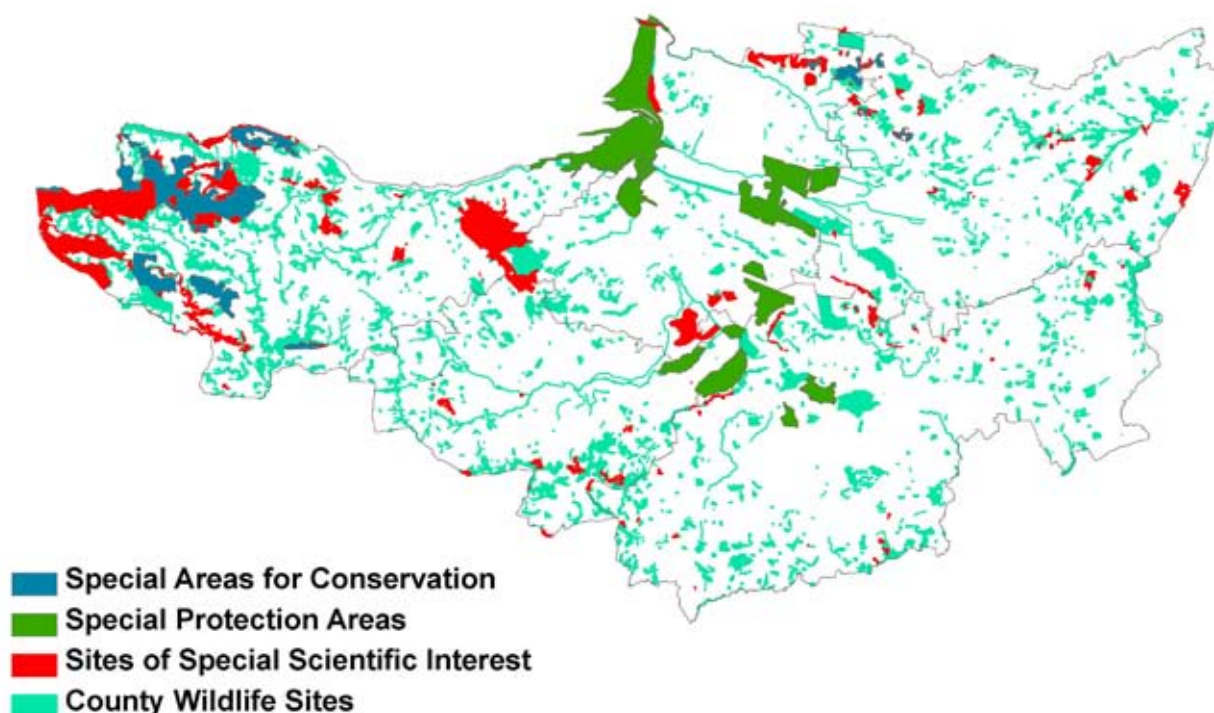 Special Areas for Conservation
Special Protection Areas
Sites of Special Scientific Interest
County Wildlife Sites